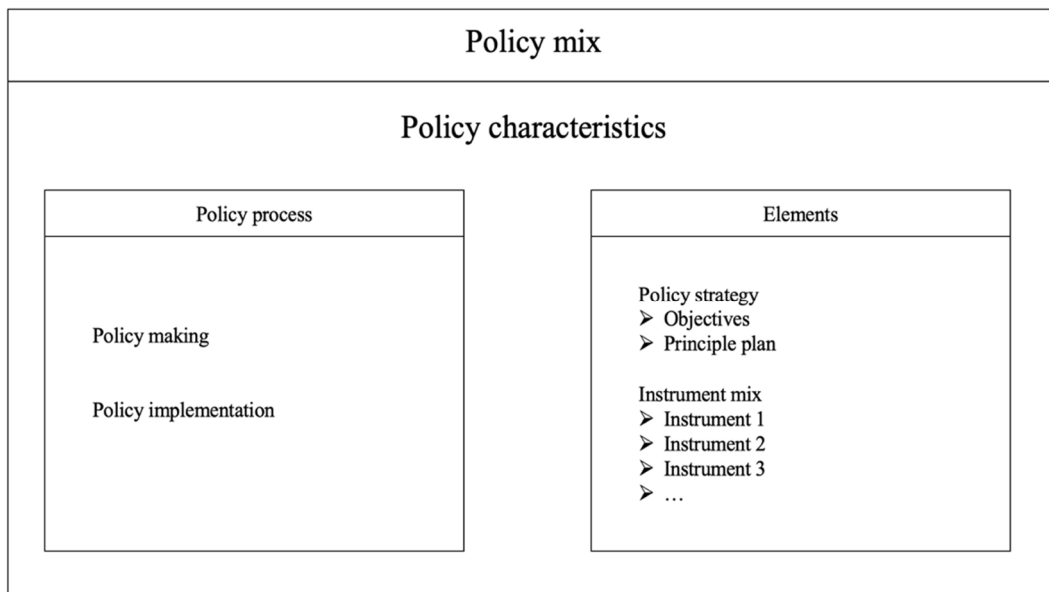 Policy mix
Policy characteristics
Policy process
Policy making
Policy implementation
Elements
Policy strategy
➢ Objectives
➢ Principle plan
Instrument mix
➢ Instrument 1
➢ Instrument 2
➢ Instrument 3
➢ …